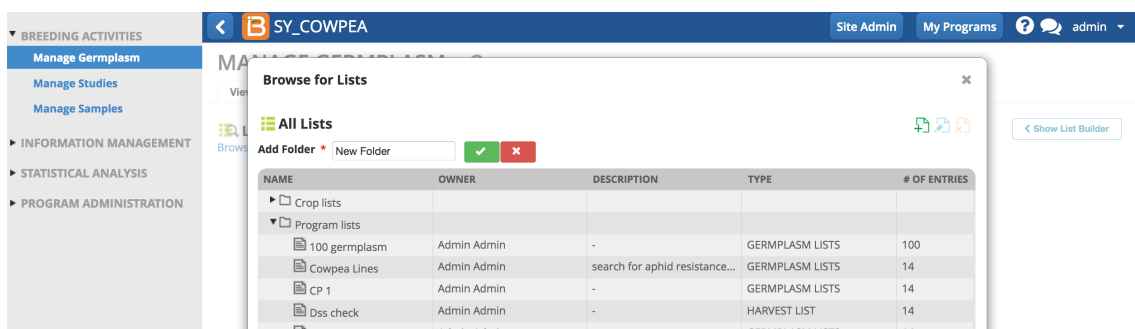 BREEDING ACTIVITIES
Manage Germplasm
Manage Studies
Manage Samples
INFORMATION MANAGEMENT
STATISTICAL ANALYSIS
PROGRAM ADMINISTRATION
SY_COWPEA
Site Admin
My Programs
admin
Browse for Lists
All Lists
Show List Builder
Add Folder * New Folder
NAME OWNER DESCRIPTION TYPE # OF ENTRIES
Crop lists
Program lists
100 germplasm Admin Admin - GERMPLASM LISTS 100
Cowpea Lines Admin Admin search for aphid resistance... GERMPLASM LISTS 14
CP 1 Admin Admin - GERMPLASM LISTS 14
Dss check Admin Admin - HARVEST LIST 14